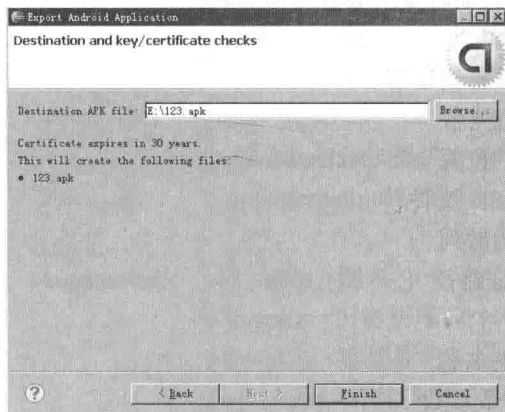 Export Android Application
Destination and key/certificate checks
Destination APK file: E:\123.apk Browse...
Certificate expires in 30 years.
This will create the following files:
• 123.apk
? < Back Next > Finish Cancel